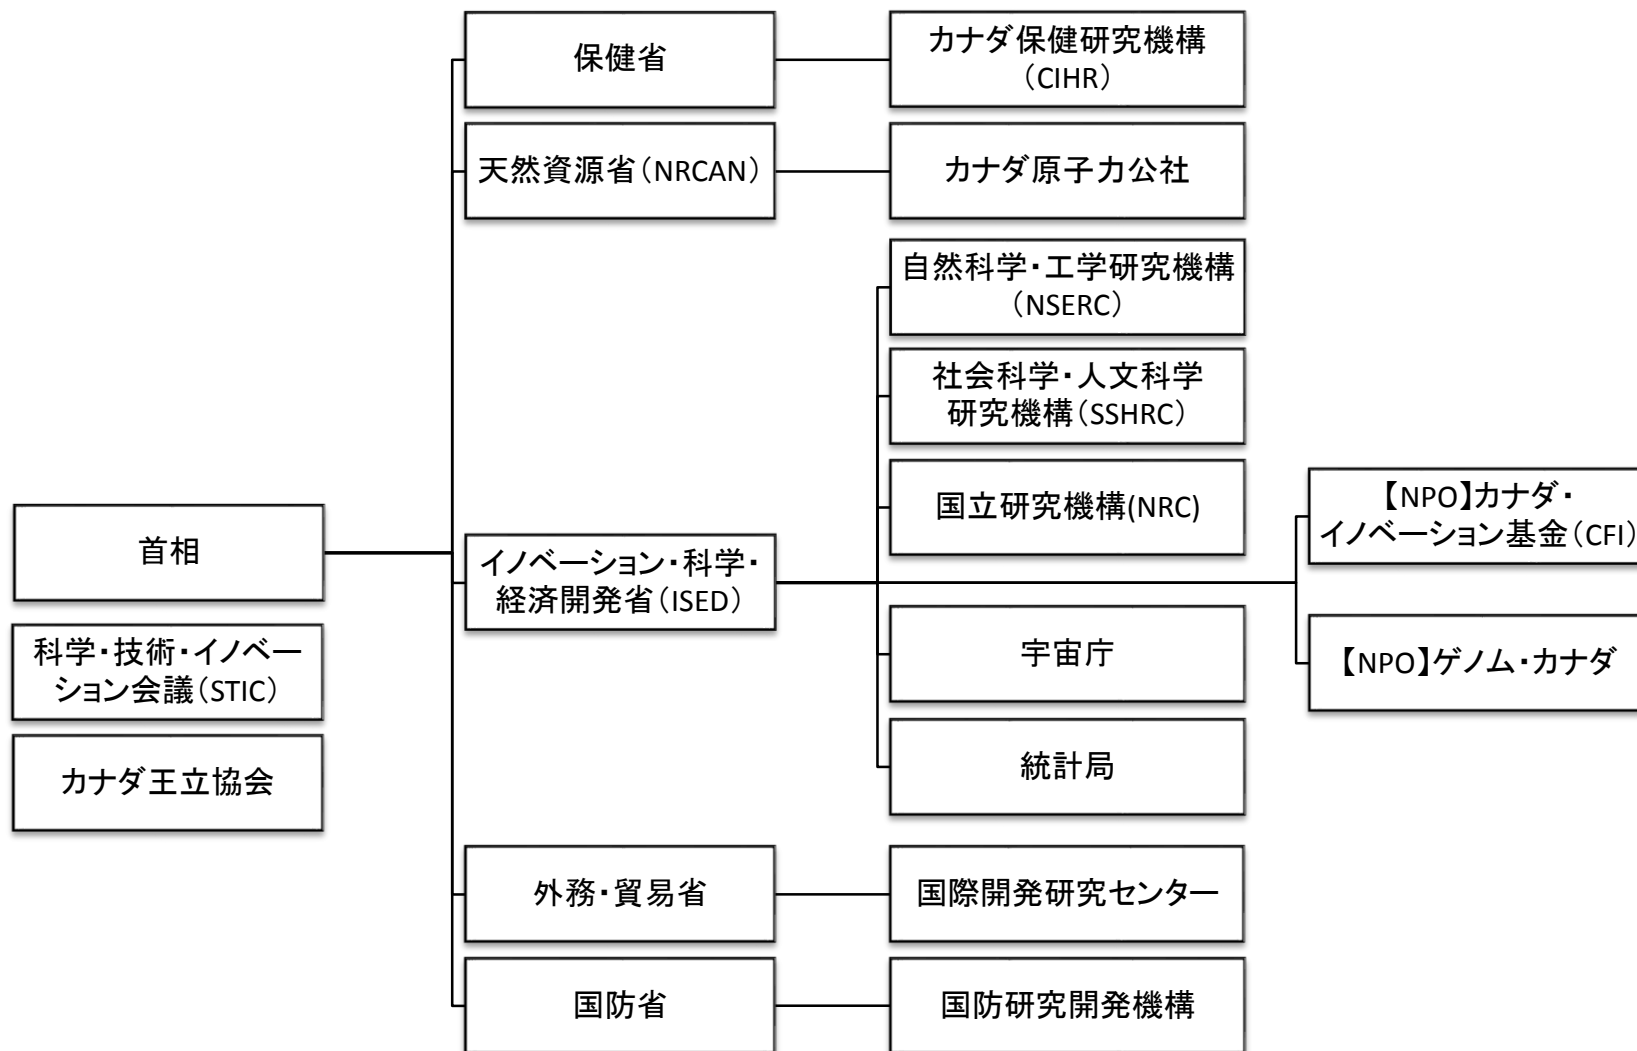 保健省
カナダ保健研究機構
（CIHR）
天然資源省（NRCAN）
カナダ原子力公社
自然科学・工学研究機構
（NSERC）
社会科学・人文科学
研究機構（SSHRC）
国立研究機構(NRC)
【NPO】カナダ・
イノベーション基金（CFI）
首相
イノベーション・科学・
経済開発省（ISED）
科学・技術・イノベー
ション会議（STIC）
宇宙庁
【NPO】ゲノム・カナダ
カナダ王立協会
統計局
外務・貿易省
国際開発研究センター
国防省
国防研究開発機構